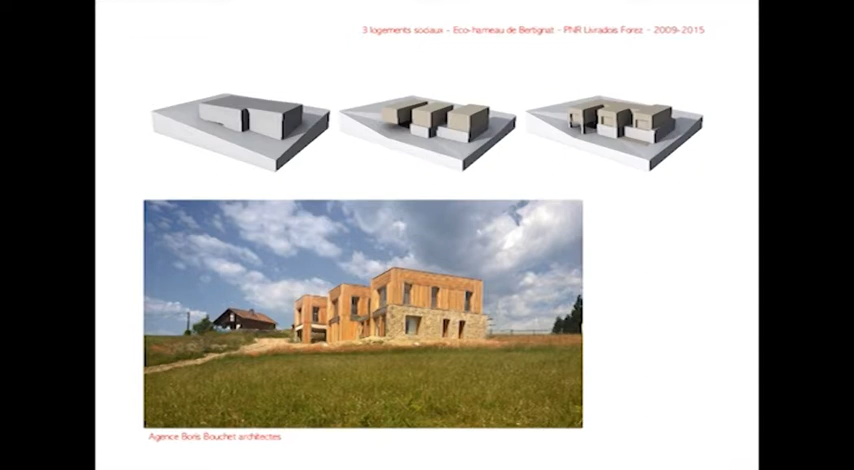 3 logements sociaux - Eco-hameau de Bertignat - PNR Livradois Forez - 2009-2015
Agence Boris Bouchet architectes